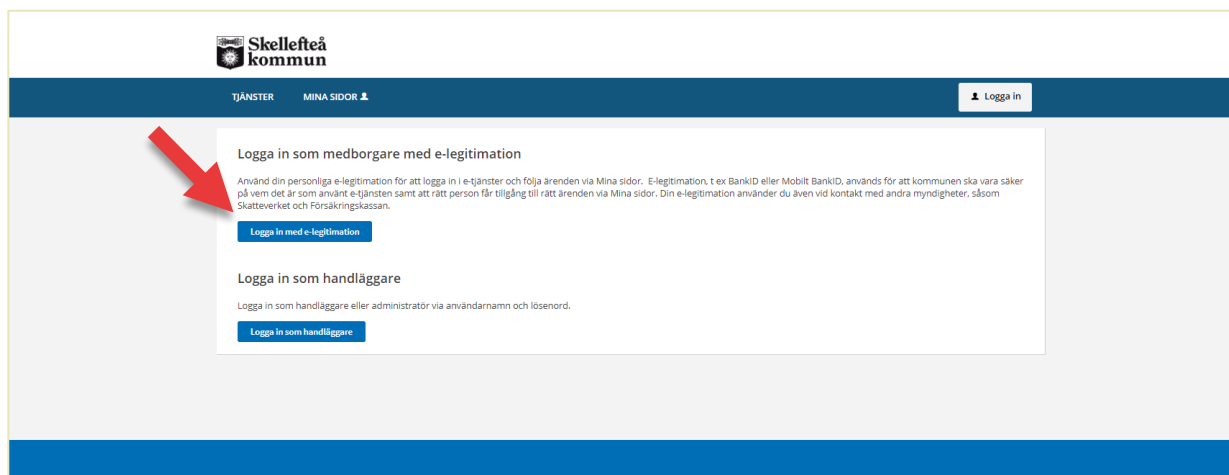 Skellefteå
kommun
TJÄNSTER MINA SIDOR Logga in
Logga in som medborgare med e-legitimation
Använd din personliga e-legitimation för att logga in i e-tjänster och följa ärenden via Mina sidor. E-legitimation, t ex BankID eller Mobilt BankID, används för att kommunen ska vara säker
på vem det är som använt e-tjänsten samt att rätt person får tillgång till rätt ärenden via Mina sidor. Din e-legitimation använder du även vid kontakt med andra myndigheter, såsom
Skatteverket och Försäkringskassan.
Logga in med e-legitimation
Logga in som handläggare
Logga in som handläggare eller administratör via användarnamn och lösenord.
Logga in som handläggare